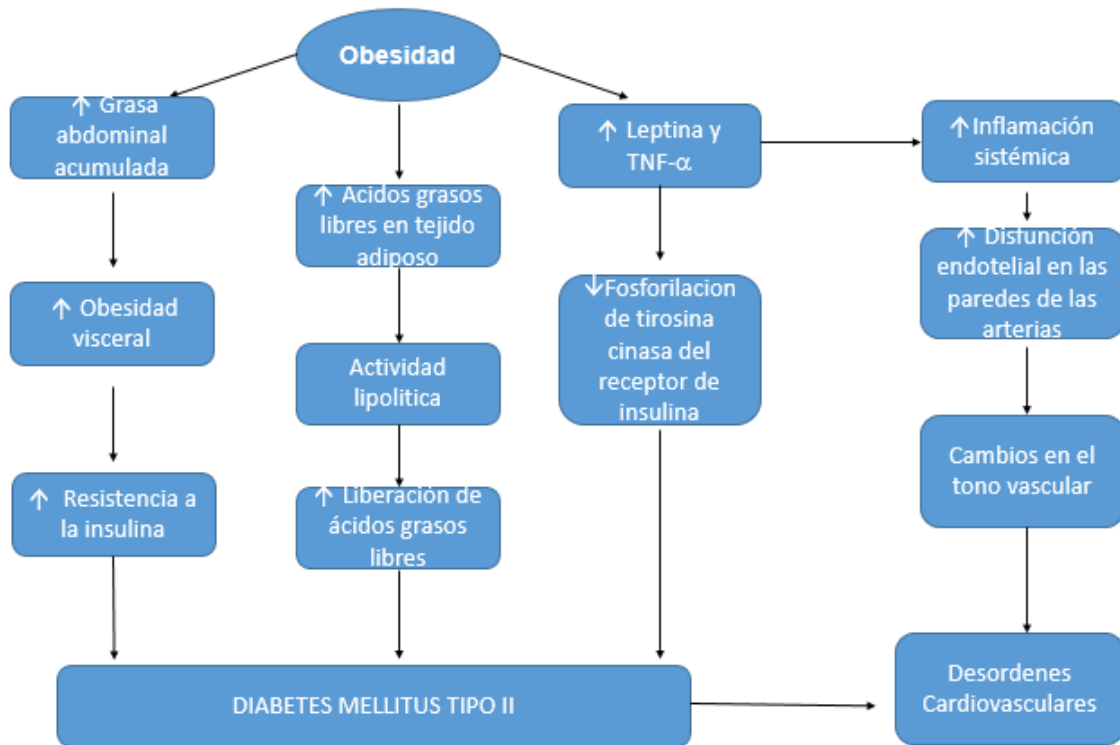 Obesidad
↑ Grasa
abdominal
acumulada
↑ Obesidad
visceral
↑ Resistencia a
la insulina
↑ Acidos grasos
libres en tejido
adiposo
Actividad
lipolitica
↑ Liberación de
ácidos grasos
libres
↑ Leptina y
TNF-α
↓Fosforilacion
de tirosina
cinasa del
receptor de
insulina
↑Inflamación
sistémica
↑ Disfunción
endotelial en las
paredes de las
arterias
Cambios en el
tono vascular
Desordenes
Cardiovasculares
DIABETES MELLITUS TIPO II